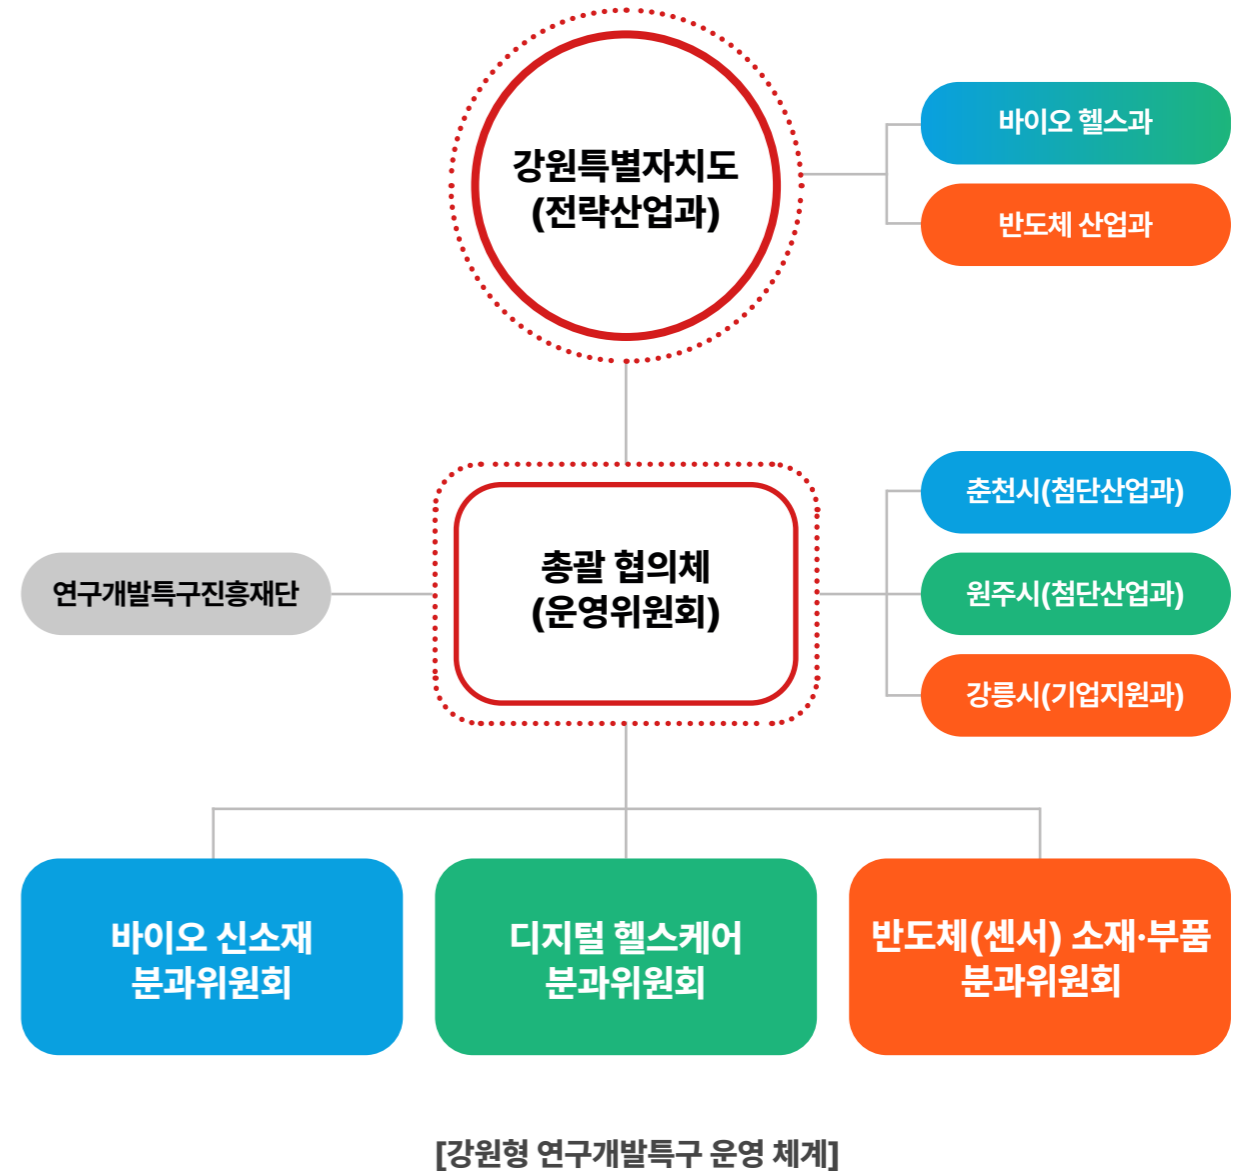 강원특별자치도
(전략산업과)
바이오 헬스과
반도체 산업과
총괄 협의체
(운영위원회)
연구개발특구진흥재단
춘천시(첨단산업과)
원주시(첨단산업과)
강릉시(기업지원과)
바이오 신소재
분과위원회
디지털 헬스케어
분과위원회
반도체(센서) 소재·부품
분과위원회
[강원형 연구개발특구 운영 체계]